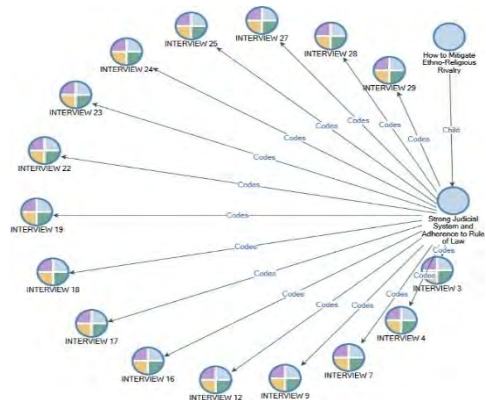 INTERVIEW 27
INTERVIEW 25
INTERVIEW 28
How to Mitigate
Ethno-Religious
Rivalry
INTERVIEW 24
INTERVIEW 29
INTERVIEW 23
Codes
Codes
Codes
Codes
Codes
Child
Codes
INTERVIEW 22
Codes
Codes
INTERVIEW 19
Codes
Strong Judicial
System and
Adherence to Rule
of Law
Codes
Codes
INTERVIEW 18
Codes
Codes
INTERVIEW 3
Codes
Codes
Codes
INTERVIEW 17
INTERVIEW 4
INTERVIEW 16
INTERVIEW 7
INTERVIEW 12
INTERVIEW 9